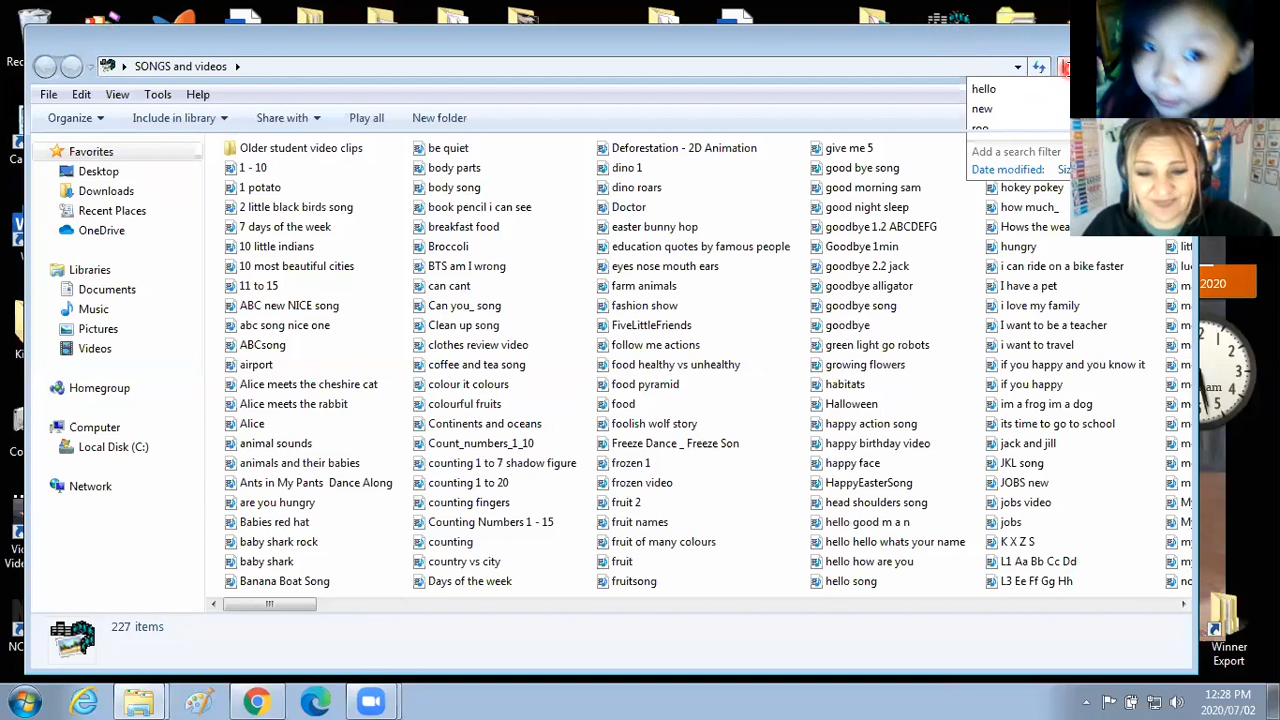 SONGS and videos
hello
new
File Edit View Tools Help
Organize Include in library Share with Play all New folder
Add a search filter
Date modified:
Favorites
Desktop
Downloads
Recent Places
OneDrive
Libraries
Documents
Music
Pictures
Videos
Homegroup
Computer
Local Disk (C:)
Network
Older student video clips
1 - 10
1 potato
2 little black birds song
7 days of the week
10 little indians
10 most beautiful cities
11 to 15
ABC new NICE song
abc song nice one
ABCsong
airport
Alice meets the cheshire cat
Alice meets the rabbit
Alice
animal sounds
animals and their babies
Ants in My Pants Dance Along
are you hungry
Babies red hat
baby shark rock
baby shark
Banana Boat Song
be quiet
body parts
body song
book pencil i can see
breakfast food
Broccoli
BTS am wrong
can cant
Can you_ song
Clean up song
clothes review video
coffee and tea song
colour it colours
colourful fruits
Continents and oceans
Count_numbers_1_10
counting 1 to 7 shadow figure
counting 1 to 20
counting fingers
Counting Numbers 1 - 15
counting
country vs city
Days of the week
Deforestation - 2D Animation
dino 1
dino roars
Doctor
easter bunny hop
education quotes by famous people
eyes nose mouth ears
farm animals
fashion show
FiveLittleFriends
follow me actions
food healthy vs unhealthy
food pyramid
food
foolish wolf story
Freeze Dance _ Freeze Son
frozen 1
frozen video
fruit 2
fruit names
fruit of many colours
fruit
fruitsong
give me 5
good bye song
good morning sam
good night sleep
goodbye 1.2 ABCDEFG
Goodbye 1min
goodbye 2.2 jack
goodbye alligator
goodbye song
goodbye
green light go robots
growing flowers
habitats
Halloween
happy action song
happy birthday video
happy face
HappyEasterSong
head shoulders song
hello good m a n
hello hello whats your name
hello how are you
hello song
hokey pokey
how much_
Hows the wea
hungry
i can ride on a bike faster
I have a pet
i love my family
I want to be a teacher
i want to travel
if you happy and you know it
if you happy
im a frog im a dog
its time to go to school
jack and jill
JKL song
JOBS new
jobs video
jobs
K X Z S
L1 Aa Bb Cc Dd
L3 Ee Ff Gg Hh
227 items
2020
Winner
Export
12:28 PM
2020/07/02